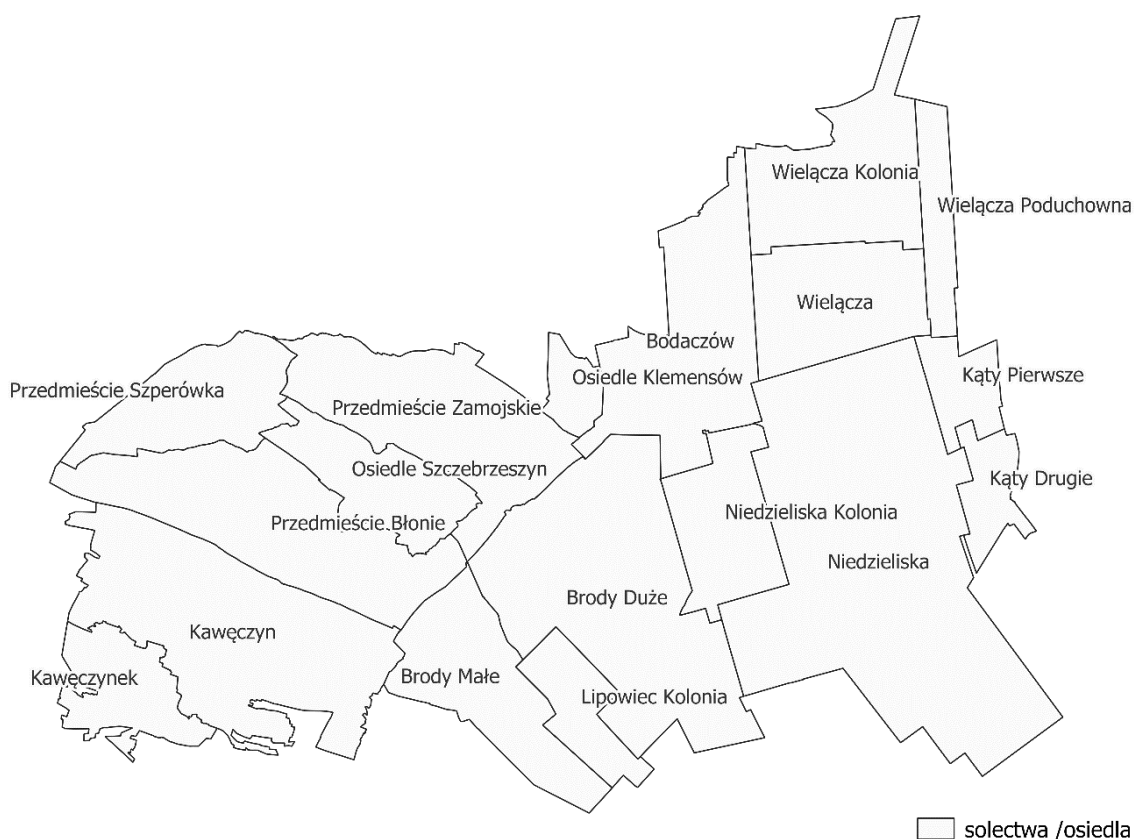 Wielącza Kolonia
Wielącza Poduchowna
Wielącza
Bodaczów
Osiedle Klemensów
Kąty Pierwsze
Przedmieście Szperówka
Przedmieście Zamojskie
Osiedle Szczebrzeszyn
Kąty Drugie
Przedmieście Błonie
Niedzieliska Kolonia
Niedzieliska
Brody Duże
Kawęczyn
Kawęczynek
Brody Małe
Lipowiec Kolonia
sołectwa /osiedla